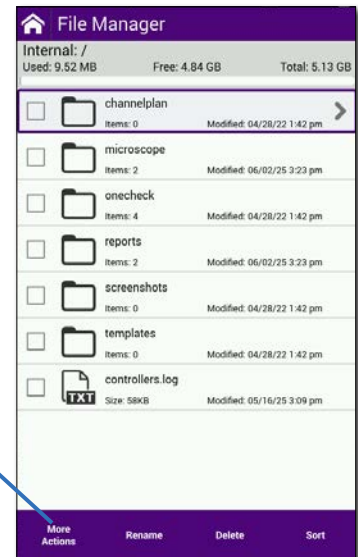 File Manager
Internal: /
Used: 9.52 MB Free: 4.84 GB Total: 5.13 GB
channelplan
Items: 0 Modified: 04/28/22 1:42 pm
microscope
Items: 2 Modified: 06/02/25 3:23 pm
onecheck
Items: 4 Modified: 04/28/22 1:42 pm
reports
Items: 2 Modified: 06/02/25 3:23 pm
screenshots
Items: 0 Modified: 04/28/22 1:42 pm
templates
Items: 0 Modified: 04/28/22 1:42 pm
controllers.log
TXT Size: 58KB Modified: 05/16/25 3:09 pm
More Actions Rename Delete Sort